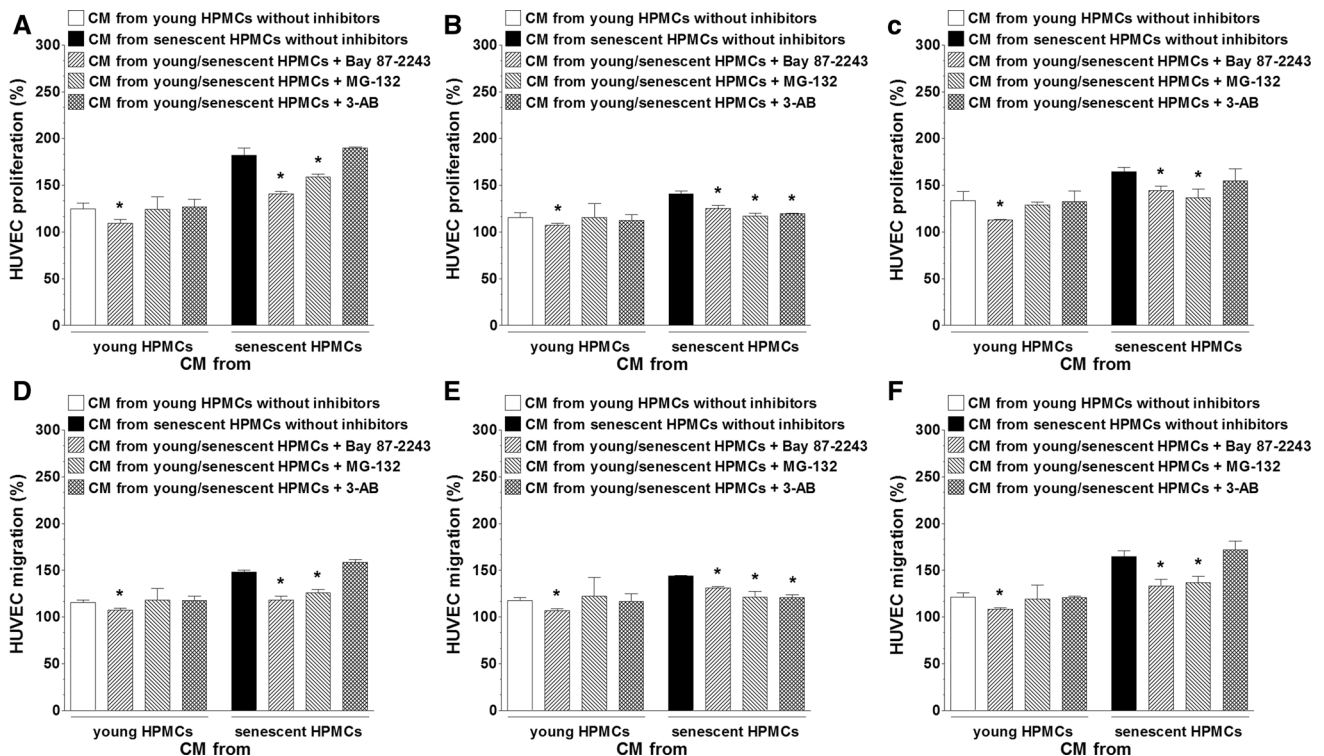 A
CM from young HPMCs without inhibitors
CM from senescent HPMCs without inhibitors
CM from young/senescent HPMCs + Bay 87-2243
CM from young/senescent HPMCs + MG-132
CM from young/senescent HPMCs + 3-AB
HUVEC proliferation (%)
300
250
200
150
100
50
0
* * *
young HPMCs senescent HPMCs
CM from
B
CM from young HPMCs without inhibitors
CM from senescent HPMCs without inhibitors
CM from young/senescent HPMCs + Bay 87-2243
CM from young/senescent HPMCs + MG-132
CM from young/senescent HPMCs + 3-AB
HUVEC proliferation (%)
300
250
200
150
100
50
0
* * * *
young HPMCs senescent HPMCs
CM from
c
CM from young HPMCs without inhibitors
CM from senescent HPMCs without inhibitors
CM from young/senescent HPMCs + Bay 87-2243
CM from young/senescent HPMCs + MG-132
CM from young/senescent HPMCs + 3-AB
HUVEC proliferation (%)
300
250
200
150
100
50
0
* * *
young HPMCs senescent HPMCs
CM from
D
CM from young HPMCs without inhibitors
CM from senescent HPMCs without inhibitors
CM from young/senescent HPMCs + Bay 87-2243
CM from young/senescent HPMCs + MG-132
CM from young/senescent HPMCs + 3-AB
HUVEC migration (%)
300
250
200
150
100
50
0
* * *
young HPMCs senescent HPMCs
CM from
E
CM from young HPMCs without inhibitors
CM from senescent HPMCs without inhibitors
CM from young/senescent HPMCs + Bay 87-2243
CM from young/senescent HPMCs + MG-132
CM from young/senescent HPMCs + 3-AB
HUVEC migration (%)
300
250
200
150
100
50
0
* * * *
young HPMCs senescent HPMCs
CM from
F
CM from young HPMCs without inhibitors
CM from senescent HPMCs without inhibitors
CM from young/senescent HPMCs + Bay 87-2243
CM from young/senescent HPMCs + MG-132
CM from young/senescent HPMCs + 3-AB
HUVEC migration (%)
300
250
200
150
100
50
0
* * *
young HPMCs senescent HPMCs
CM from